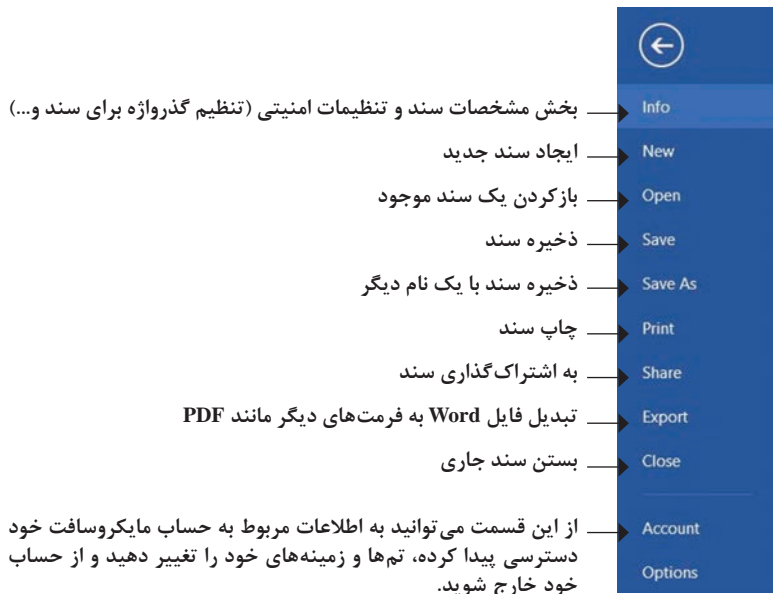 Info
بخش مشخصات سند و تنظیمات امنیتی (تنظیم گذرواژه برای سند و...)
New
ایجاد سند جدید
Open
بازکردن یک سند موجود
Save
ذخیره سند
Save As
ذخیره سند با یک نام دیگر
Print
چاپ سند
Share
به اشتراک‌گذاری سند
Export
تبدیل فایل Word به فرمت‌های دیگر مانند PDF
Close
بستن سند جاری
Account
از این قسمت می‌توانید به اطلاعات مربوط به حساب مایکروسافت خود
دسترسی پیدا کرده، تم‌ها و زمینه‌های خود را تغییر دهید و از حساب
خود خارج شوید.
Options